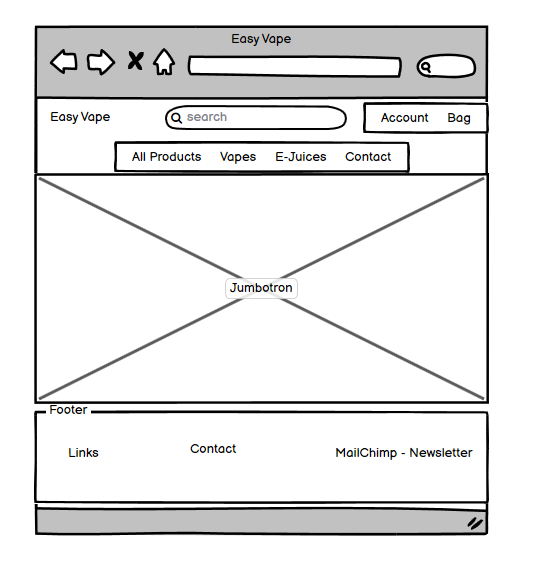 Easy Vape
Easy Vape
search
Account Bag
All Products Vapes E-Juices Contact
Jumbotron
Footer
Links
Contact
MailChimp - Newsletter